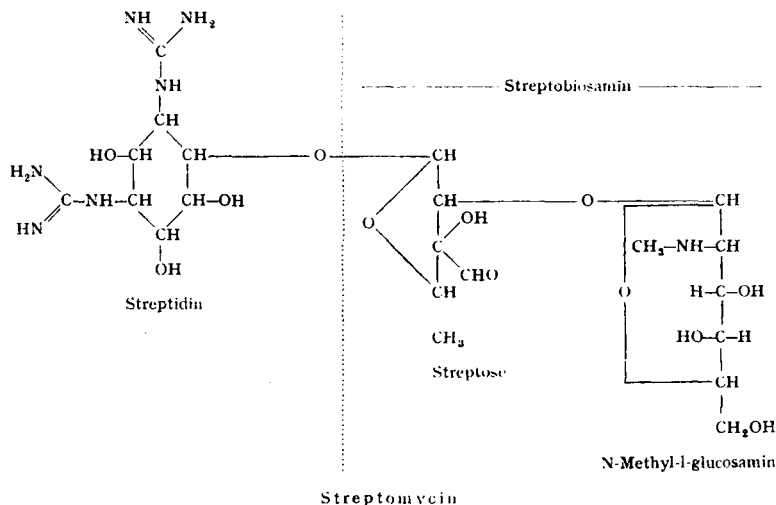 NH NH₂
C
NH
Streptobiosamin
CH
HO–CH CH O CH
H₂N
C–NH–CH CH–OH CH O CH
HN O OH
CH C CH₃–NH–CH
OH CHO
CH O H–C–OH
Streptidin
CH₃ HO–C–H
Streptose
CH
CH₂OH
N-Methyl-l-glucosamin
Streptomycin